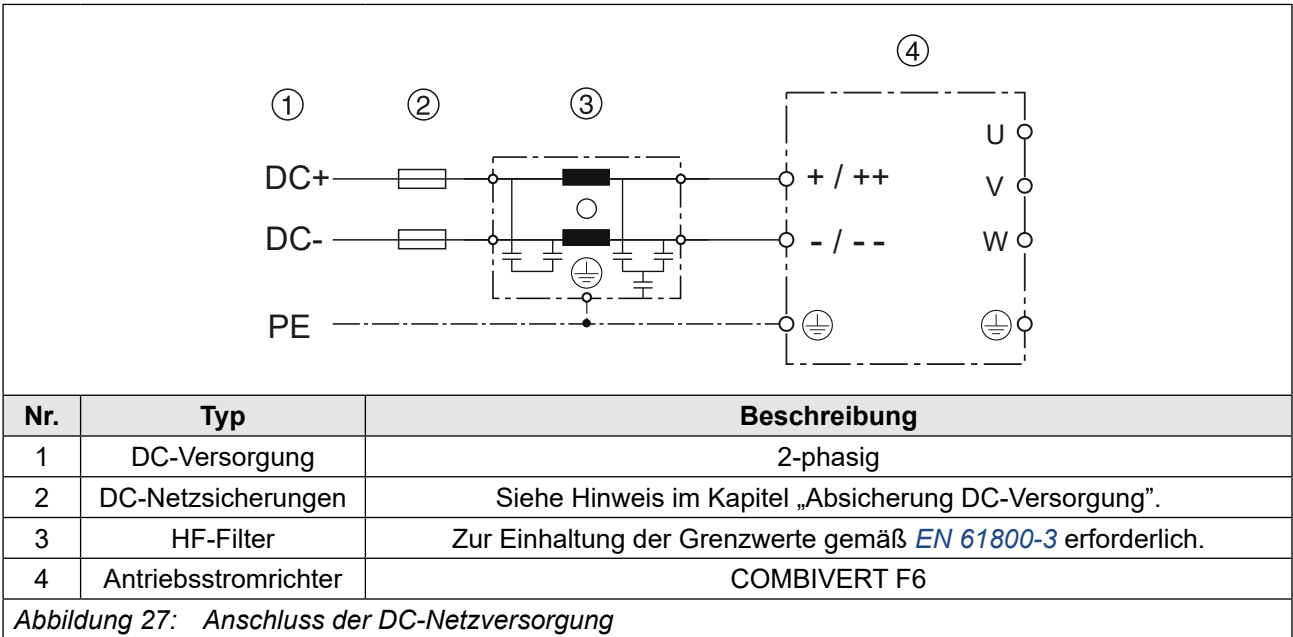 ④
① ② ③
U
DC+ + / ++ V
DC- - / - - W
PE
Nr. Typ Beschreibung
1 DC-Versorgung 2-phasig
2 DC-Netzsicherungen Siehe Hinweis im Kapitel „Absicherung DC-Versorgung”.
3 HF-Filter Zur Einhaltung der Grenzwerte gemäß EN 61800-3 erforderlich.
4 Antriebsstromrichter COMBIVERT F6
Abbildung 27: Anschluss der DC-Netzversorgung